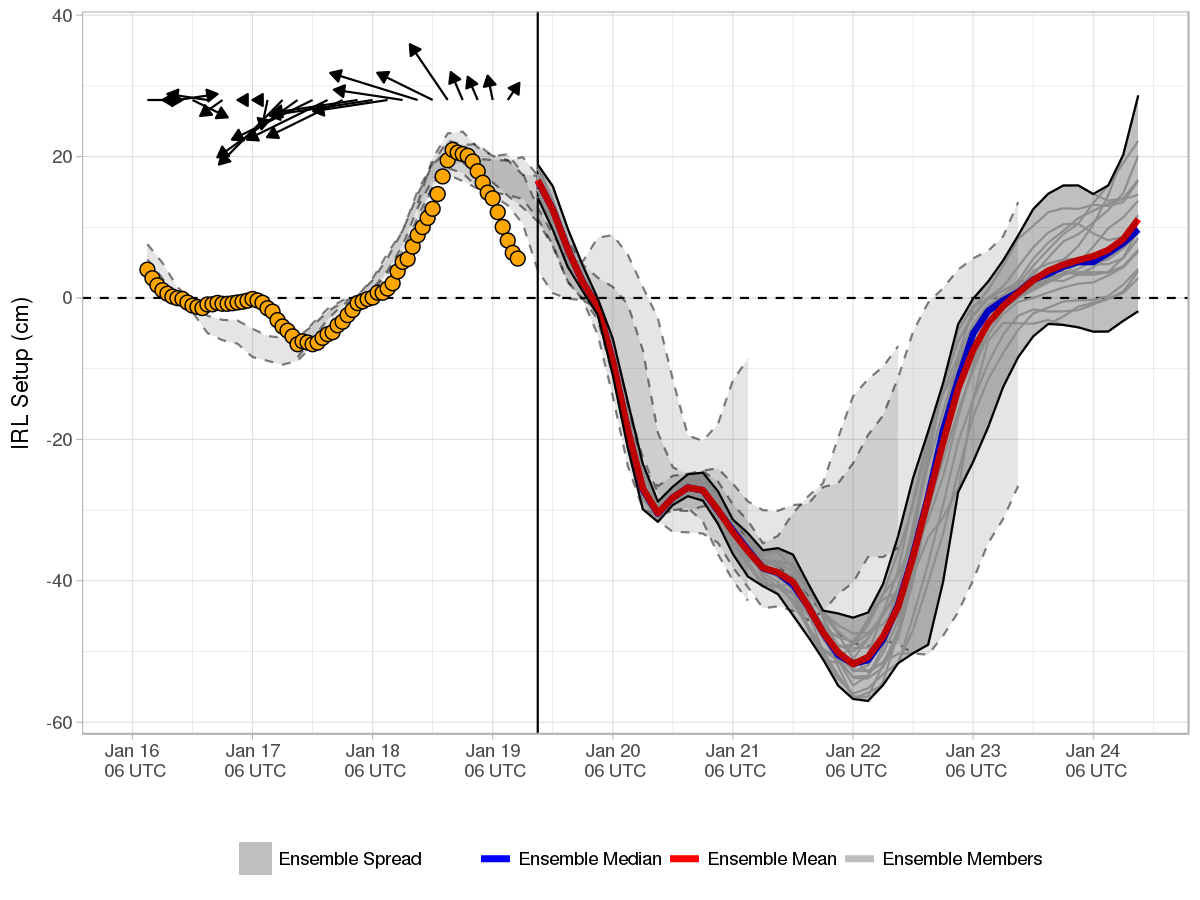 IRL Setup (cm)
40
20
0
-20
-40
-60
Jan 16 Jan 17 Jan 18 Jan 19 Jan 20 Jan 21 Jan 22 Jan 23 Jan 24
06 UTC 06 UTC 06 UTC 06 UTC 06 UTC 06 UTC 06 UTC 06 UTC 06 UTC
Ensemble Spread Ensemble Median Ensemble Mean Ensemble Members